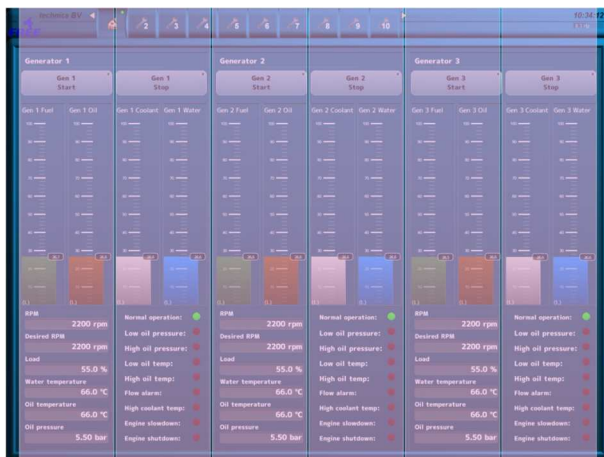 technica BV
10:34:12
2 3 4 5 6 7 8 9 10
Generator 1 Generator 2 Generator 3
Gen 1 Start Gen 1 Stop Gen 2 Start Gen 2 Stop Gen 3 Start Gen 3 Stop
Gen 1 Fuel Gen 1 Oil Gen 1 Coolant Gen 1 Water Gen 2 Fuel Gen 2 Oil Gen 2 Coolant Gen 2 Water Gen 3 Fuel Gen 3 Oil Gen 3 Coolant Gen 3 Water
RPM Normal operation: RPM Normal operation: RPM Normal operation:
2200 rpm 2200 rpm 2200 rpm
Low oil pressure: Low oil pressure: Low oil pressure:
Desired RPM High oil pressure: Desired RPM High oil pressure: Desired RPM High oil pressure:
2200 rpm 2200 rpm 2200 rpm
Load Low oil temp: Load Low oil temp: Load Low oil temp:
55.0 % 55.0 % 55.0 %
Water temperature High oil temp: Water temperature High oil temp: Water temperature High oil temp:
66.0 °C Flow alarm: 66.0 °C Flow alarm: 66.0 °C Flow alarm:
Oil temperature High coolant temp: Oil temperature High coolant temp: Oil temperature High coolant temp:
66.0 °C 66.0 °C 66.0 °C
Oil pressure Engine slowdown: Oil pressure Engine slowdown: Oil pressure Engine slowdown:
5.50 bar Engine shutdown: 5.50 bar Engine shutdown: 5.50 bar Engine shutdown: